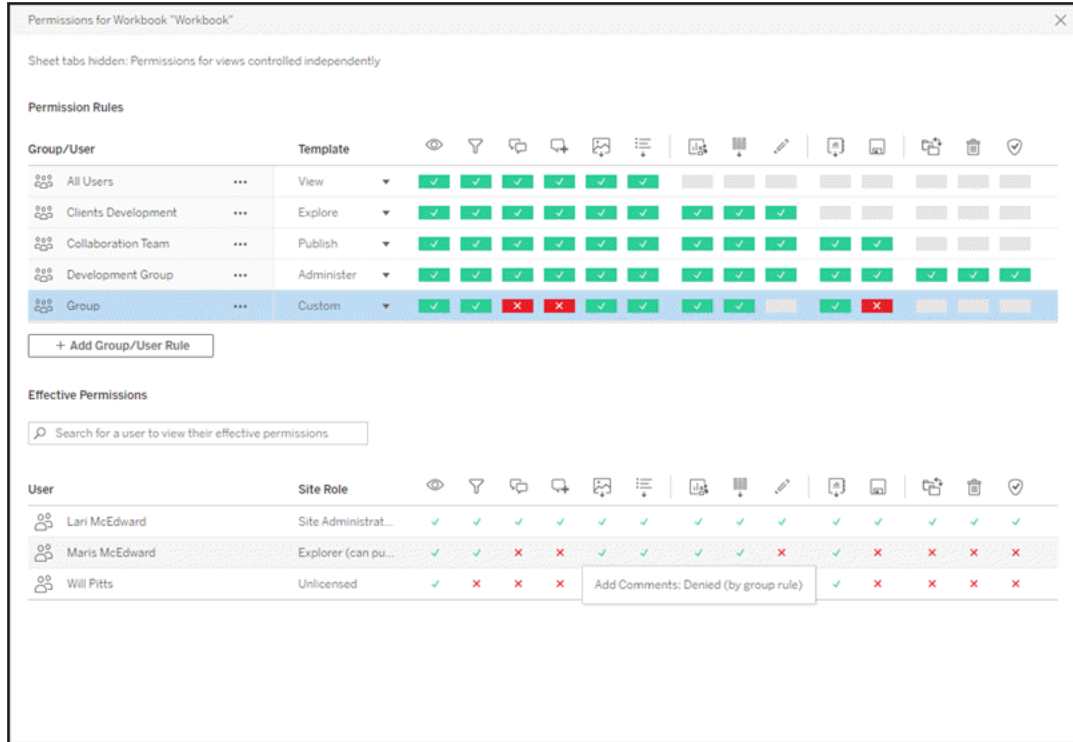 Permissions for Workbook "Workbook"
Sheet tabs hidden: Permissions for views controlled independently
Permission Rules
Group/User Template
All Users ... View
Clients Development ... Explore
Collaboration Team ... Publish
Development Group ... Administer
Group ... Custom
+ Add Group/User Rule
Effective Permissions
Search for a user to view their effective permissions
User Site Role
Lari McEdward Site Administrat...
Maris McEdward Explorer (can pu...
Will Pitts Unlicensed
Add Comments: Denied (by group rule)